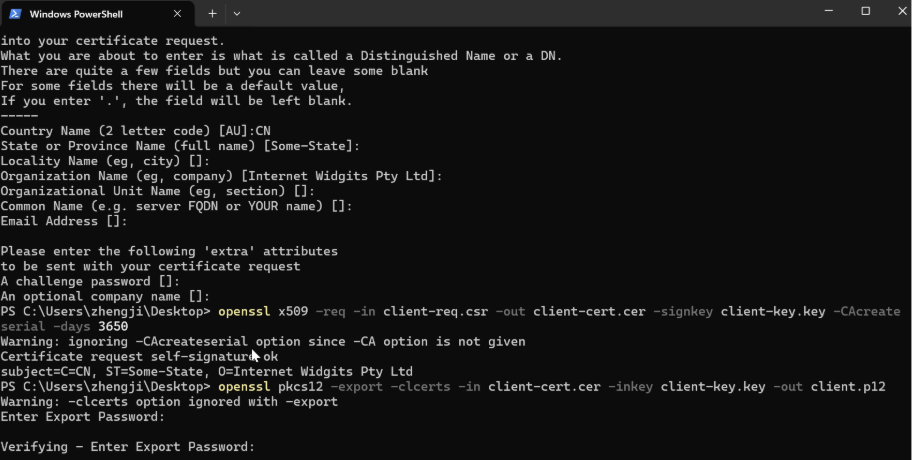 Windows PowerShell
into your certificate request.
What you are about to enter is what is called a Distinguished Name or a DN.
There are quite a few fields but you can leave some blank
For some fields there will be a default value,
If you enter '.', the field will be left blank.
-----
Country Name (2 letter code) [AU]:CN
State or Province Name (full name) [Some-State]:
Locality Name (eg, city) []:
Organization Name (eg, company) [Internet Widgits Pty Ltd]:
Organizational Unit Name (eg, section) []:
Common Name (e.g. server FQDN or YOUR name) []:
Email Address []:
Please enter the following 'extra' attributes
to be sent with your certificate request
A challenge password []:
An optional company name []:
PS C:\Users\zhengji\Desktop> openssl x509 -req -in client-req.csr -out client-cert.cer -signkey client-key.key -CAcreate
serial -days 3650
Warning: ignoring -CAcreateserial option since -CA option is not given
Certificate request self-signature ok
subject=C=CN, ST=Some-State, O=Internet Widgits Pty Ltd
PS C:\Users\zhengji\Desktop> openssl pkcs12 -export -clcerts -in client-cert.cer -inkey client-key.key -out client.p12
Warning: -clcerts option ignored with -export
Enter Export Password:
Verifying - Enter Export Password: